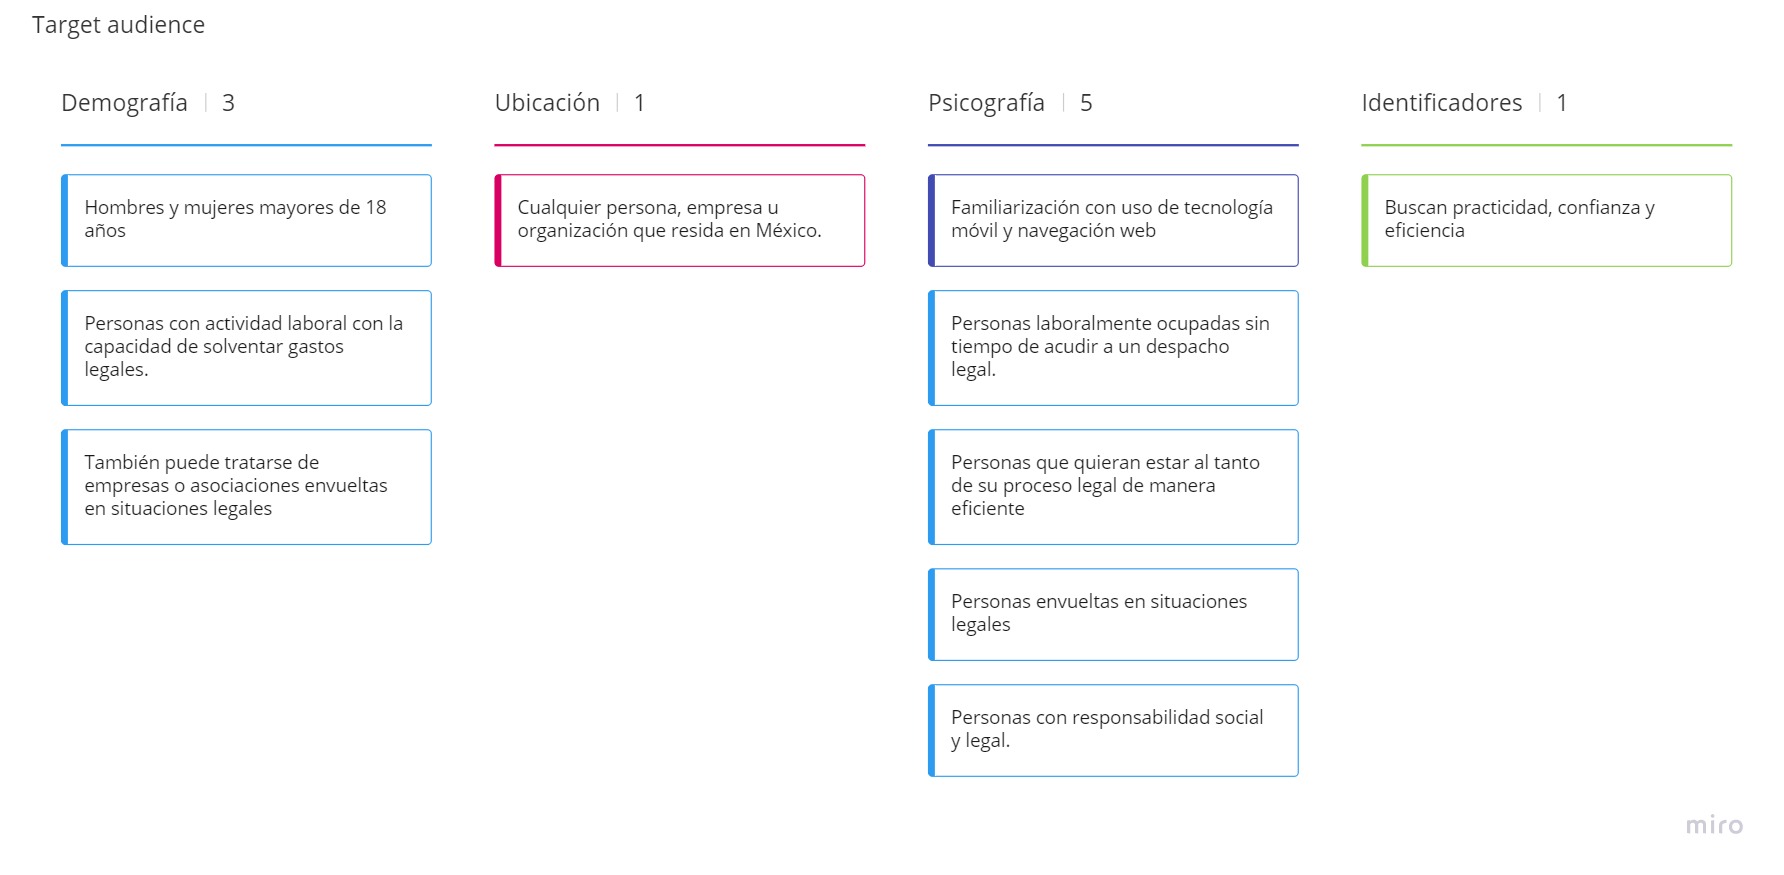 Target audience
Demografía | 3
Hombres y mujeres mayores de 18
años
Personas con actividad laboral con la
capacidad de solventar gastos
legales.
También puede tratarse de
empresas o asociaciones envueltas
en situaciones legales
Ubicación | 1
Cualquier persona, empresa u
organización que resida en México.
Psicografía | 5
Familiarización con uso de tecnología
móvil y navegación web
Personas laboralmente ocupadas sin
tiempo de acudir a un despacho
legal.
Personas que quieran estar al tanto
de su proceso legal de manera
eficiente
Personas envueltas en situaciones
legales
Personas con responsabilidad social
y legal.
Identificadores | 1
Buscan practicidad, confianza y
eficiencia
miro